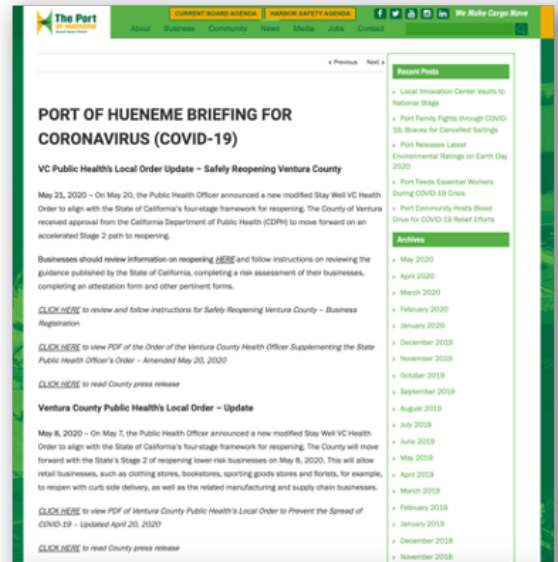 The Port
OF HUENEME
CURRENT BOARD AGENDA
HARBOR SAFETY AGENDA
We Make Cargo Move
About Business Community News Media Jobs Contact
‹ Previous Next ›
PORT OF HUENEME BRIEFING FOR
CORONAVIRUS (COVID-19)
VC Public Health's Local Order Update – Safely Reopening Ventura County
May 21, 2020 – On May 20, the Public Health Officer announced a new modified Stay Well VC Health
Order to align with the State of California's four-stage framework for reopening. The County of Ventura
received approval from the California Department of Public Health (CDPH) to move forward on an
accelerated Stage 2 path to reopening.
Businesses should review information on reopening HERE and follow instructions on reviewing the
guidance published by the State of California, completing a risk assessment of their businesses,
completing an attestation form and other pertinent forms.
CLICK HERE to review and follow instructions for Safely Reopening Ventura County – Business
Registration
CLICK HERE to view PDF of the Order of the Ventura County Health Officer Supplementing the State
Public Health Officer's Order – Amended May 20, 2020
CLICK HERE to read County press release
Ventura County Public Health's Local Order – Update
May 8, 2020 – On May 7, the Public Health Officer announced a new modified Stay Well VC Health
Order to align with the State of California's four-stage framework for reopening. The County will move
forward with the State's Stage 2 of reopening lower-risk businesses on May 8, 2020. This will allow
retail businesses, such as clothing stores, bookstores, sporting goods stores and florists, for example,
to reopen with curb side delivery, as well as the related manufacturing and supply chain businesses.
CLICK HERE to view PDF of Ventura County Public Health's Local Order to Prevent the Spread of
COVID-19 – Updated April 20, 2020
CLICK HERE to read County press release
Recent Posts
› Local Innovation Center Vaults to
National Stage
› Port Family Fights through COVID-
19, Braces for Cancelled Sailings
› Port Releases Latest
Environmental Ratings on Earth Day
2020
› Port Feeds Essential Workers
During COVID-19 Crisis
› Port Community Hosts Blood
Drive for COVID-19 Relief Efforts
Archives
› May 2020
› April 2020
› March 2020
› February 2020
› January 2020
› December 2019
› November 2019
› October 2019
› September 2019
› August 2019
› July 2019
› June 2019
› May 2019
› April 2019
› March 2019
› February 2019
› January 2019
› December 2018
› November 2018